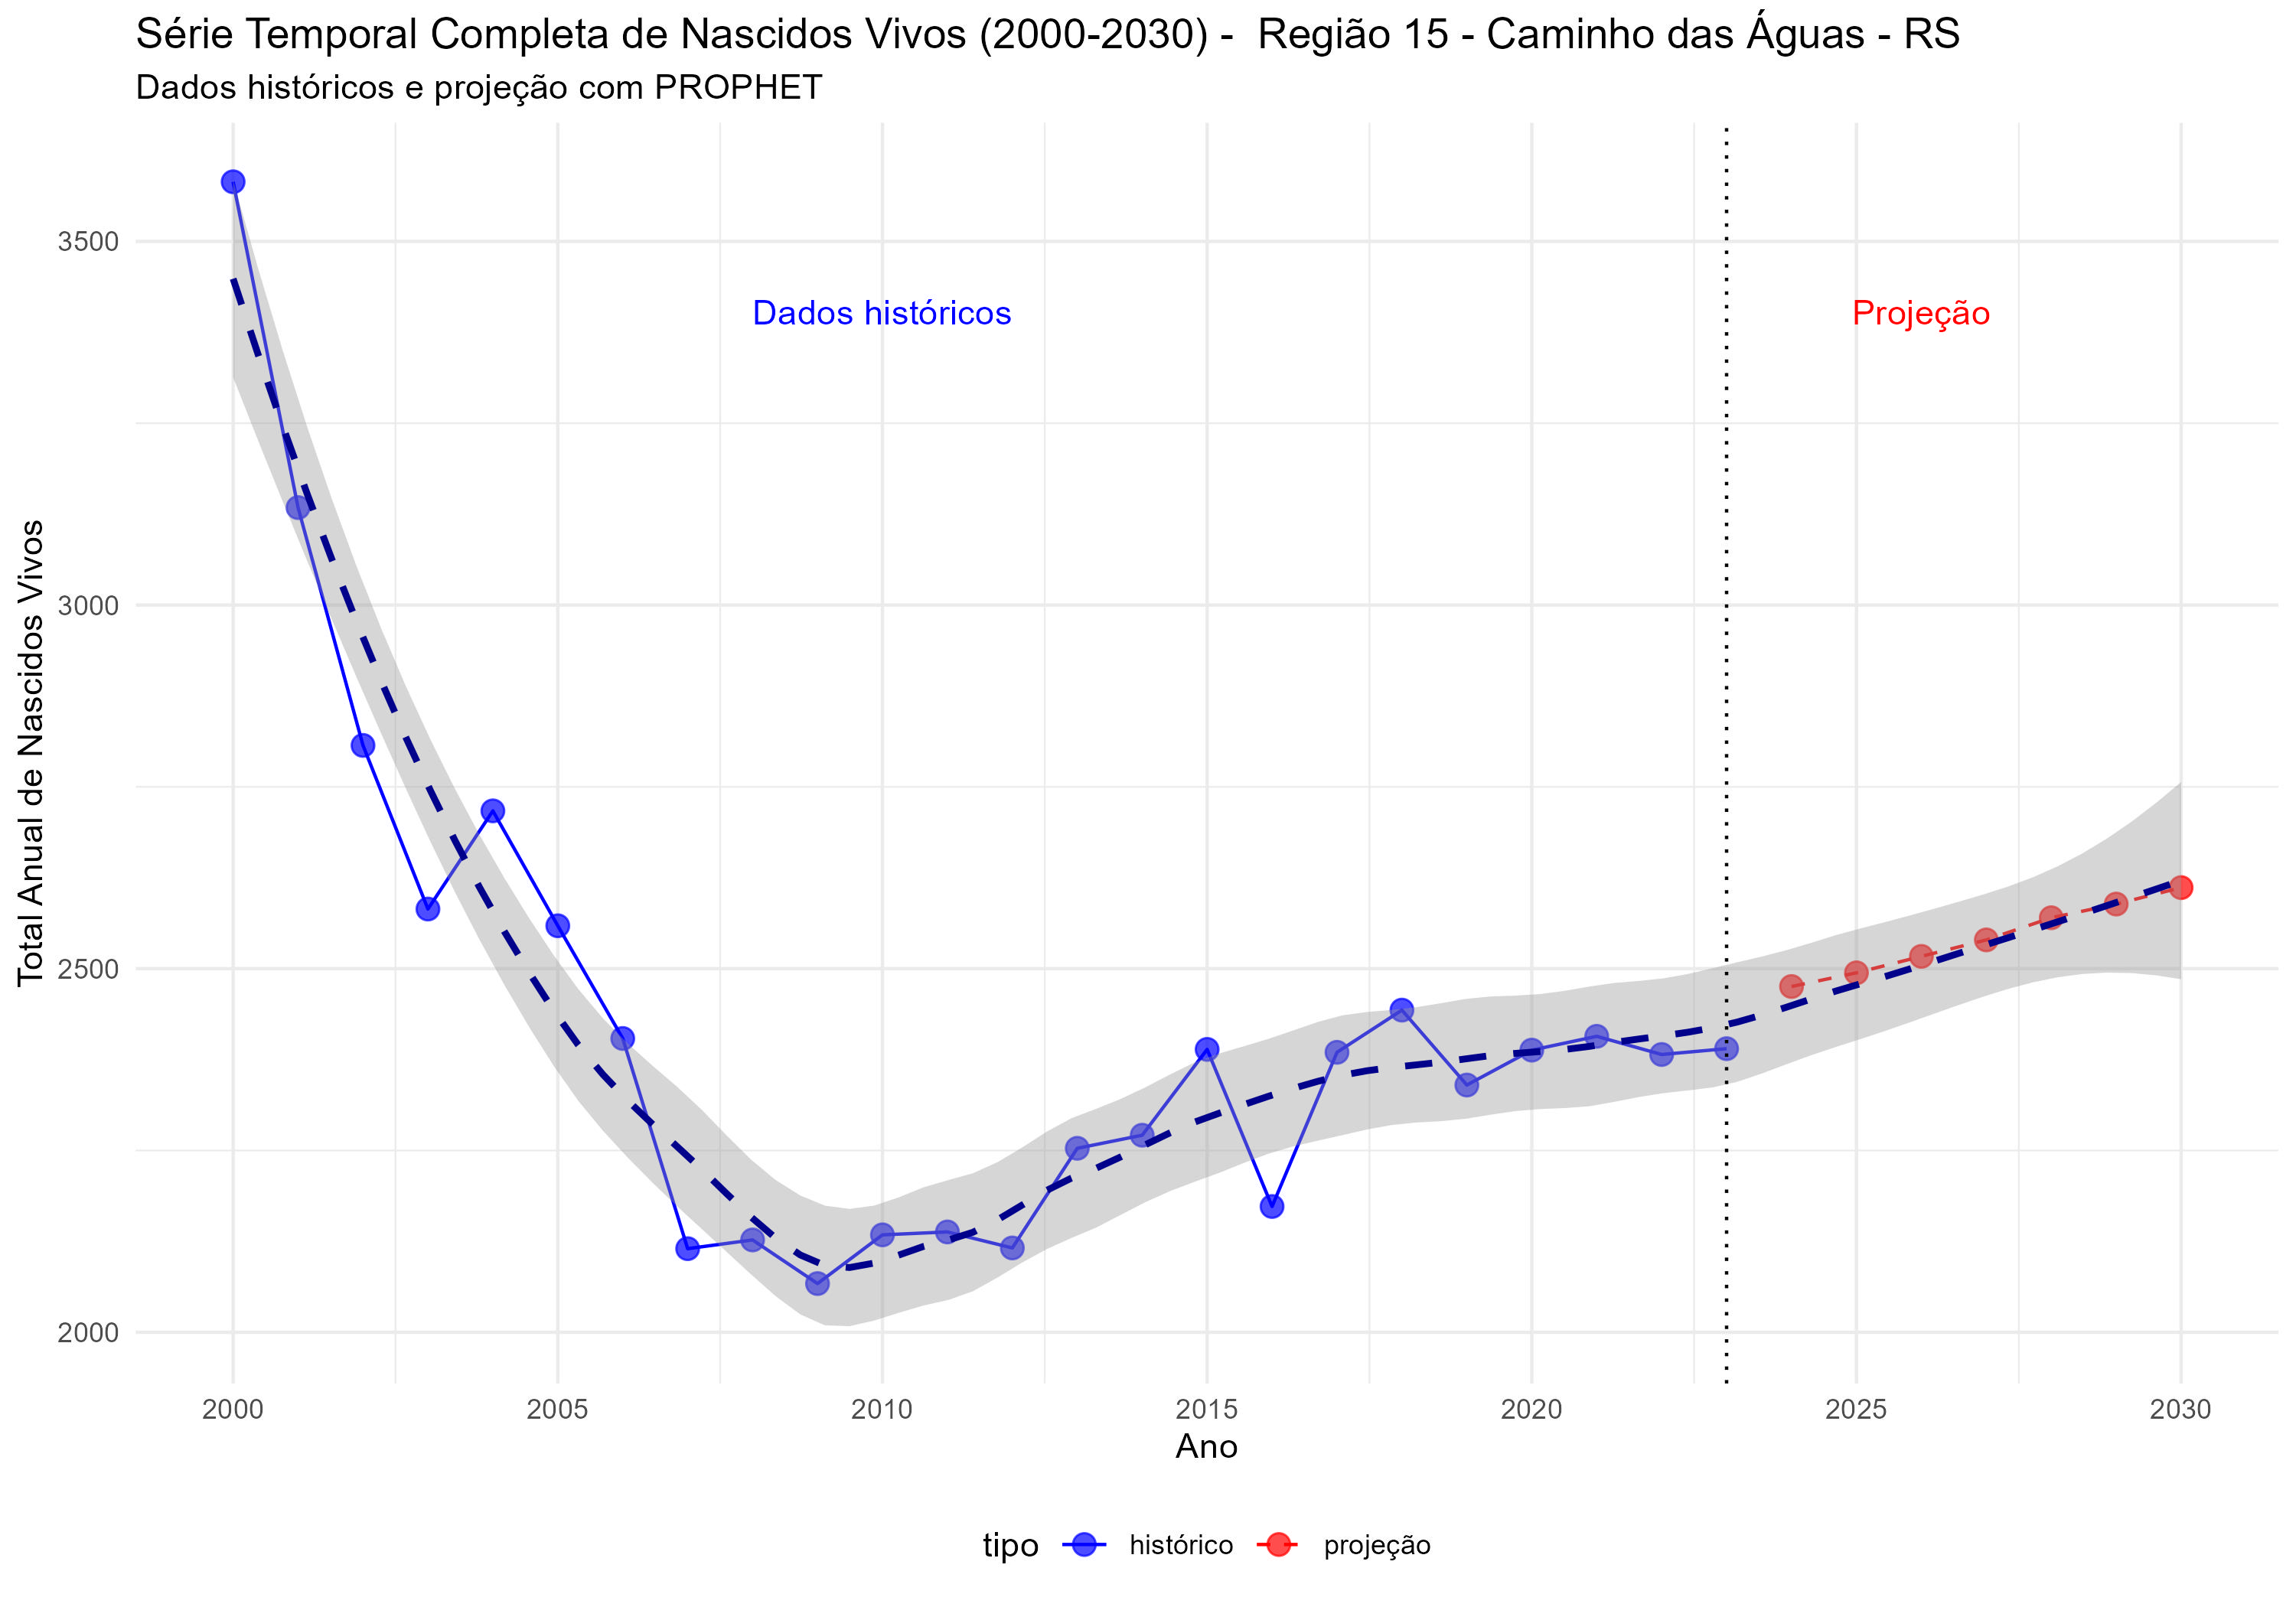 Série Temporal Completa de Nascidos Vivos (2000-2030) -  Região 15 - Caminho das Águas - RS
Dados históricos e projeção com PROPHET
Total Anual de Nascidos Vivos
3500
3000
2500
2000
Dados históricos
Projeção
2000
2005
2010
2015
2020
2025
2030
Ano
tipo
histórico
projeção